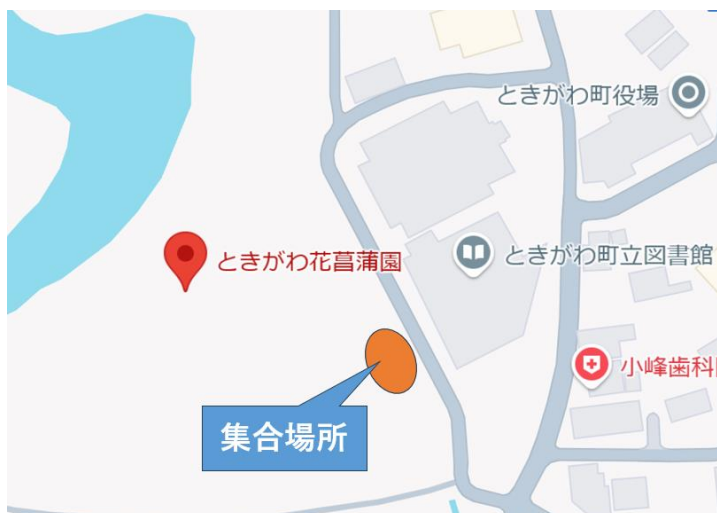 ときがわ町役場
ときがわ花菖蒲園
ときがわ町立図書館
小峰歯科
集合場所